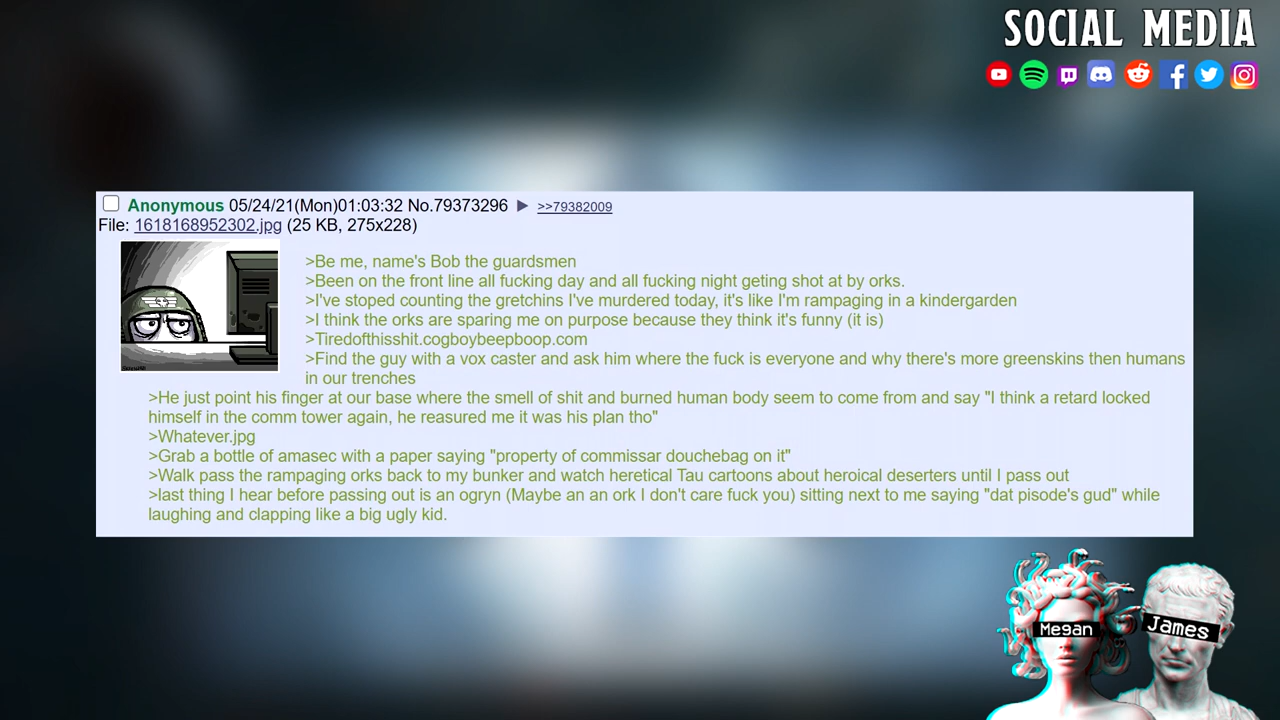 SOCIAL MEDIA
Anonymous 05/24/21(Mon)01:03:32 No.79373296 ▶ >>79382009
File: 1618168952302.jpg (25 KB, 275x228)
>Be me, name's Bob the guardsmen
>Been on the front line all fucking day and all fucking night geting shot at by orks.
>I've stoped counting the gretchins I've murdered today, it's like I'm rampaging in a kindergarden
>I think the orks are sparing me on purpose because they think it's funny (it is)
>Tiredofthisshit.cogboybeepboop.com
>Find the guy with a vox caster and ask him where the fuck is everyone and why there's more greenskins then humans
in our trenches
>He just point his finger at our base where the smell of shit and burned human body seem to come from and say "I think a retard locked
himself in the comm tower again, he reasured me it was his plan tho"
>Whatever.jpg
>Grab a bottle of amasec with a paper saying "property of commissar douchebag on it"
>Walk pass the rampaging orks back to my bunker and watch heretical Tau cartoons about heroical deserters until I pass out
>last thing I hear before passing out is an ogryn (Maybe an an ork I don't care fuck you) sitting next to me saying "dat pisode's gud" while
laughing and clapping like a big ugly kid.
Megan
James